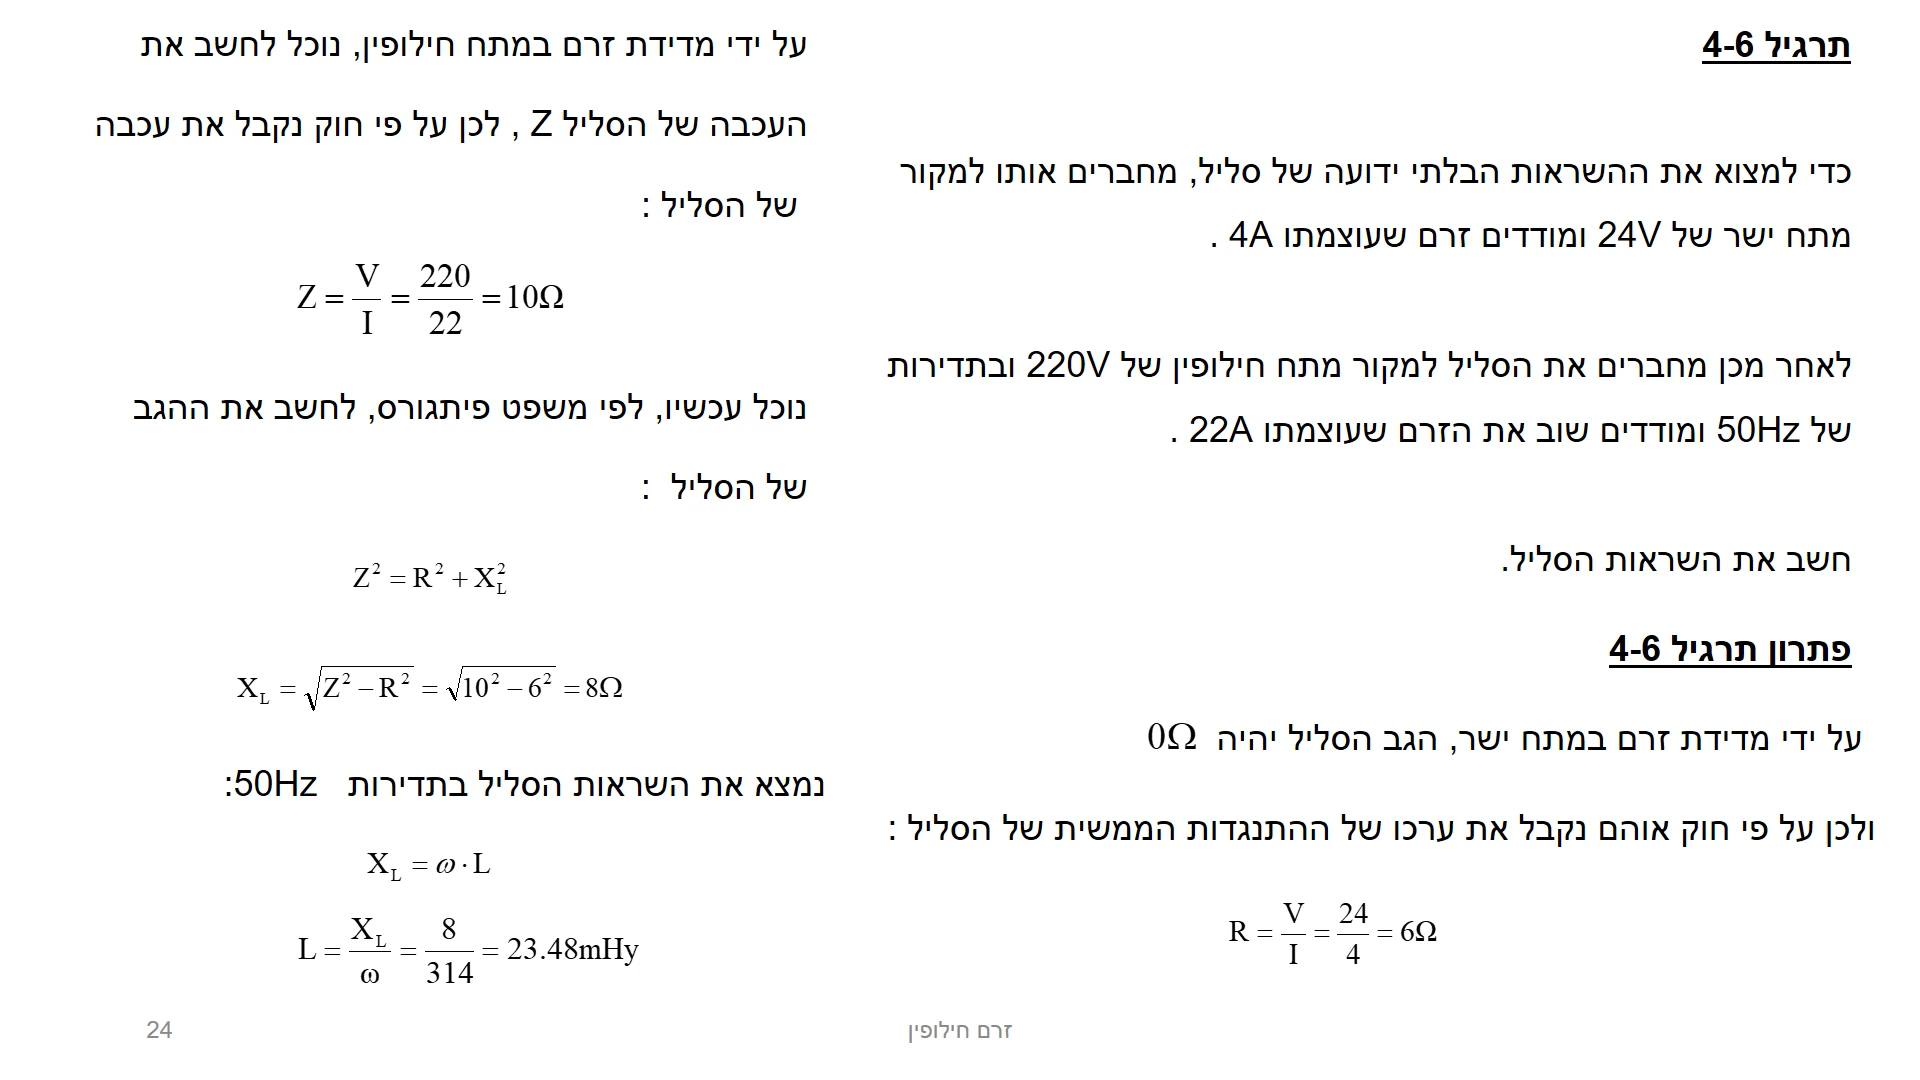 תרגיל 4-6
כדי למצוא את ההשראות הבלתי ידועה של סליל, מחברים אותו למקור
מתח ישר של 24V ומודדים זרם שעוצמתו 4A .
לאחר מכן מחברים את הסליל למקור מתח חילופין של 220V ובתדירות
של 50Hz ומודדים שוב את הזרם שעוצמתו 22A .
חשב את השראות הסליל.
פתרון תרגיל 4-6
על ידי מדידת זרם במתח ישר, הגב הסליל יהיה 0Ω
ולכן על פי חוק אוהם נקבל את ערכו של ההתנגדות הממשית של הסליל :
R = V/I = 24/4 = 6Ω
על ידי מדידת זרם במתח חילופין, נוכל לחשב את
העכבה של הסליל Z , לכן על פי חוק נקבל את עכבה
של הסליל :
Z = V/I = 220/22 = 10Ω
נוכל עכשיו, לפי משפט פיתגורס, לחשב את ההגב
של הסליל :
Z² = R² + X_L²
X_L = √(Z² − R²) = √(10² − 6²) = 8Ω
נמצא את השראות הסליל בתדירות 50Hz:
X_L = ω · L
L = X_L/ω = 8/314 = 23.48mHy
זרם חילופין
24